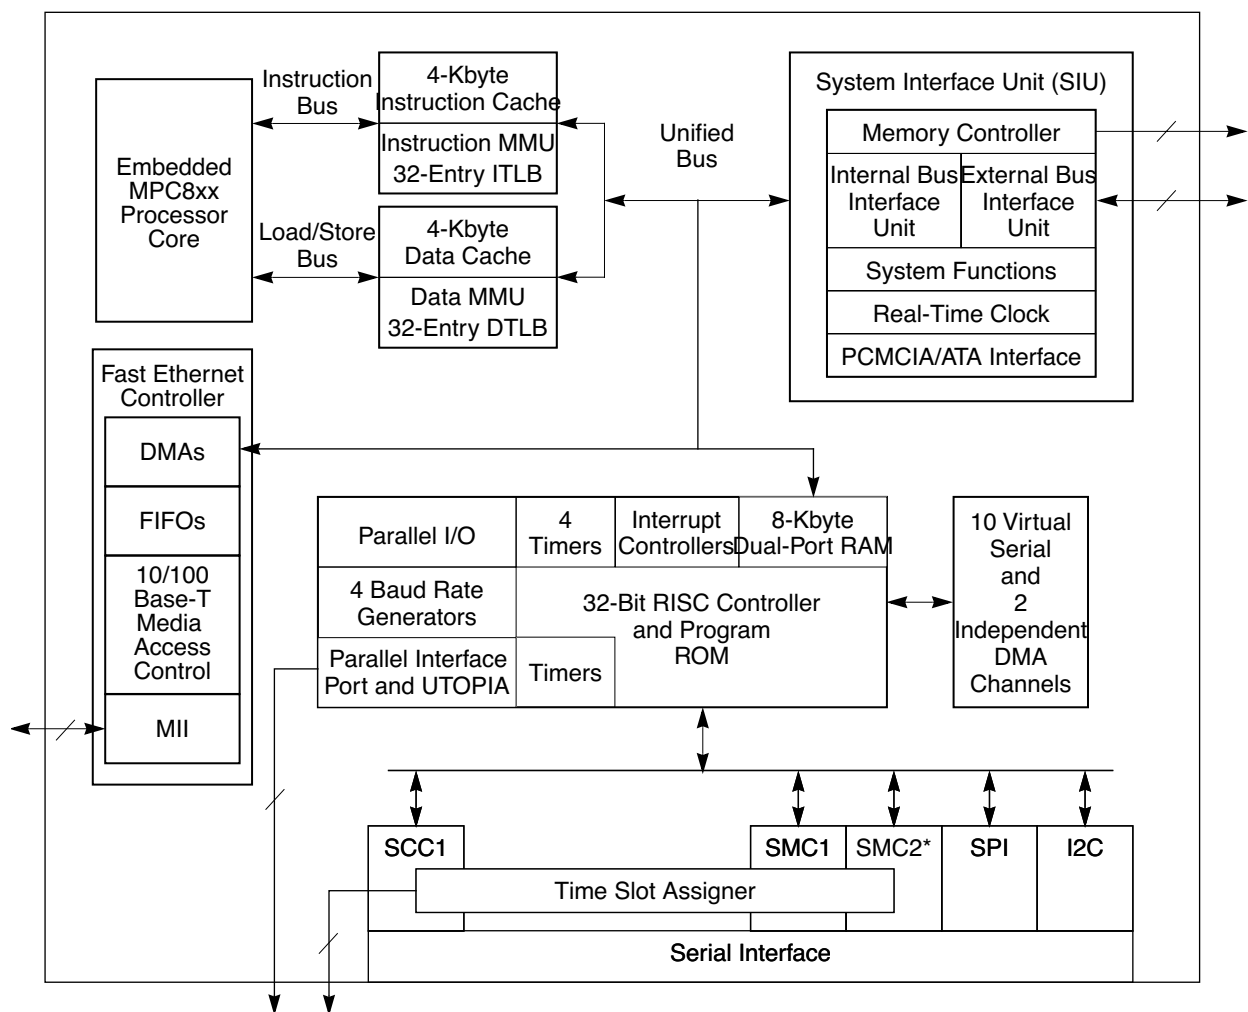 Instruction
Bus
4-Kbyte
Instruction Cache
Instruction MMU
32-Entry ITLB
Embedded
MPC8xx
Processor
Core
Load/Store
Bus
4-Kbyte
Data Cache
Data MMU
32-Entry DTLB
Unified
Bus
System Interface Unit (SIU)
Memory Controller
Internal Bus
Interface
Unit
External Bus
Interface
Unit
System Functions
Real-Time Clock
PCMCIA/ATA Interface
Fast Ethernet
Controller
DMAs
FIFOs
10/100
Base-T
Media
Access
Control
MII
Parallel I/O
4
Timers
Interrupt
Controllers
8-Kbyte
Dual-Port RAM
4 Baud Rate
Generators
32-Bit RISC Controller
and Program
ROM
Parallel Interface
Port and UTOPIA
Timers
10 Virtual
Serial
and
2
Independent
DMA
Channels
SCC1
SMC1
SMC2*
SPI
I2C
Time Slot Assigner
Serial Interface